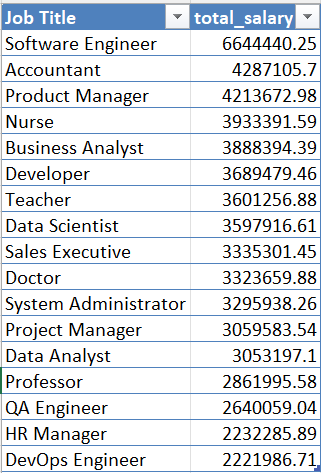 Job Title total_salary
Software Engineer 6644440.25
Accountant 4287105.7
Product Manager 4213672.98
Nurse 3933391.59
Business Analyst 3888394.39
Developer 3689479.46
Teacher 3601256.88
Data Scientist 3597916.61
Sales Executive 3335301.45
Doctor 3323659.88
System Administrator 3295938.26
Project Manager 3059583.54
Data Analyst 3053197.1
Professor 2861995.58
QA Engineer 2640059.04
HR Manager 2232285.89
DevOps Engineer 2221986.71